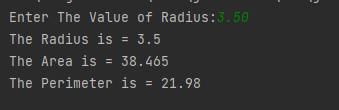 Enter The Value of Radius:3.50
The Radius is = 3.5
The Area is = 38.465
The Perimeter is = 21.98